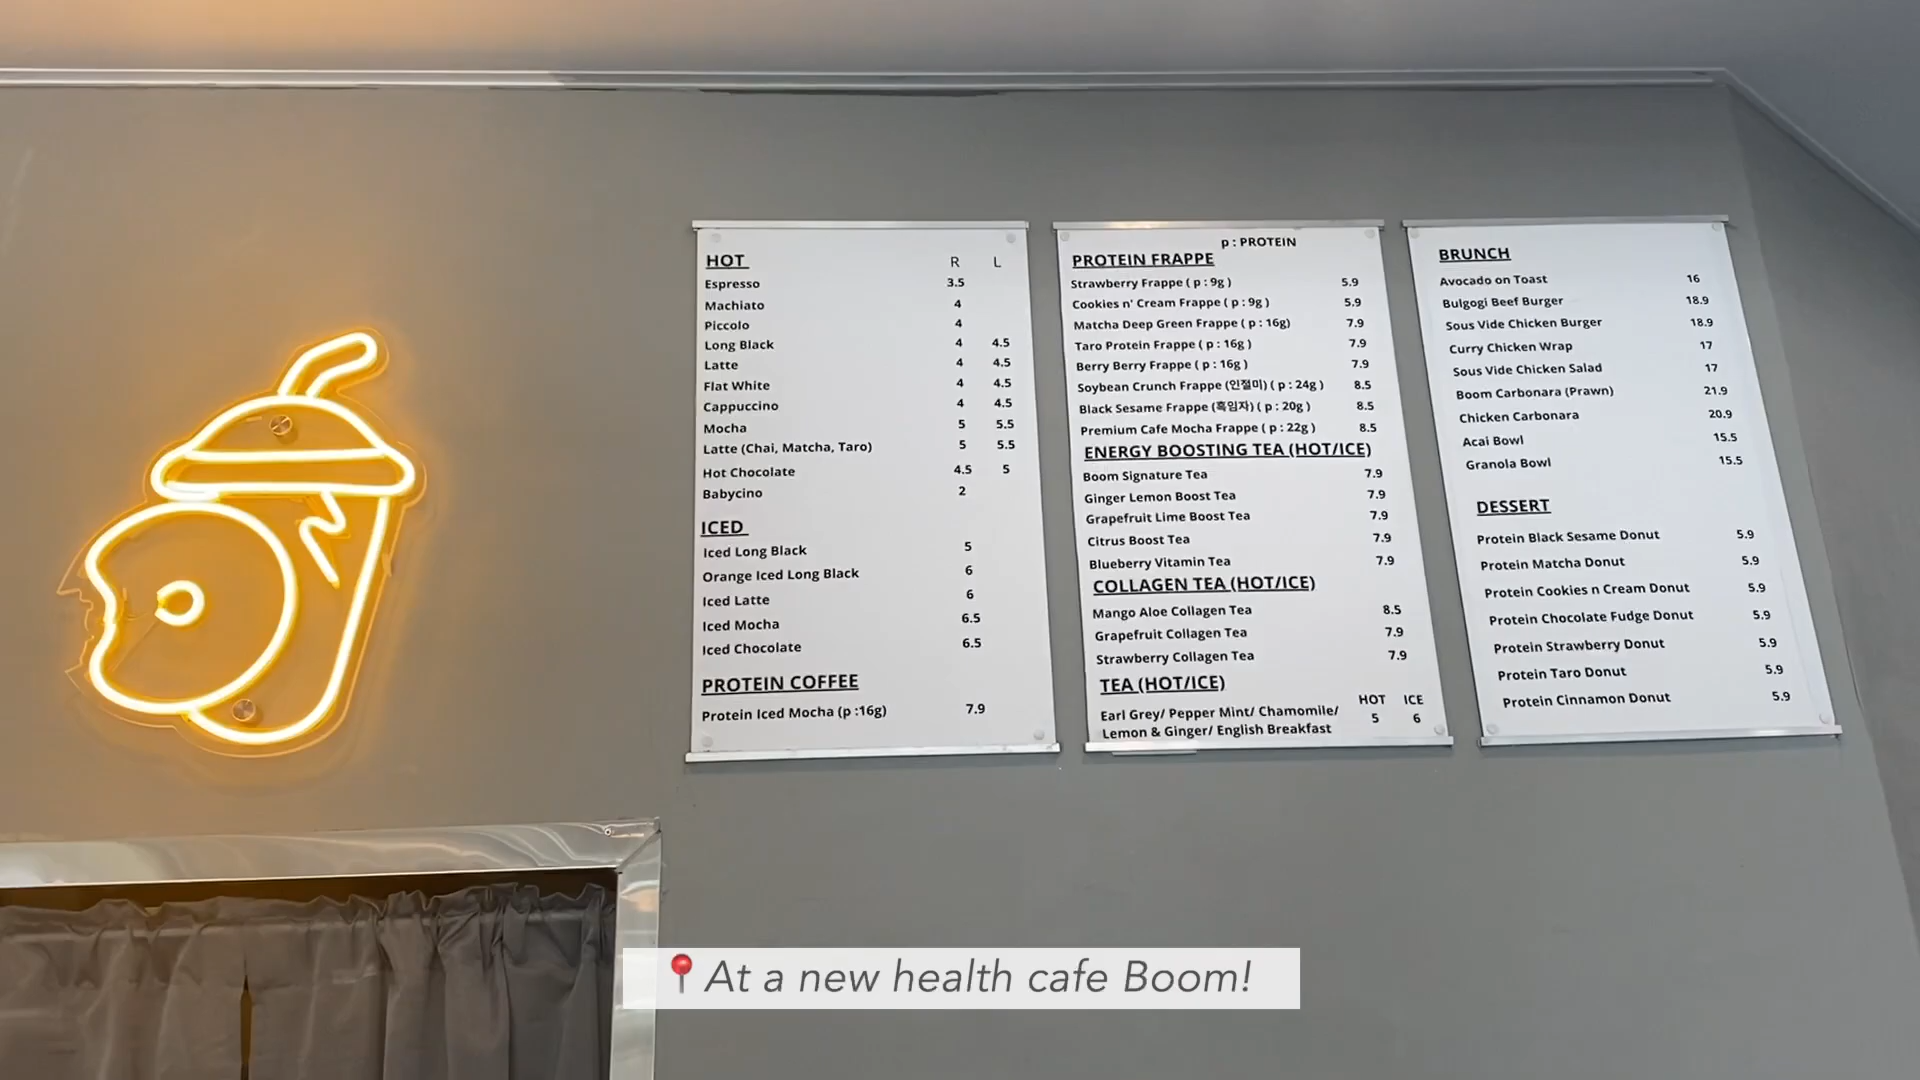 HOT R L
Espresso 3.5
Machiato 4
Piccolo 4
Long Black 4 4.5
Latte 4 4.5
Flat White 4 4.5
Cappuccino 4 4.5
Mocha 5 5.5
Latte (Chai, Matcha, Taro) 5 5.5
Hot Chocolate 4.5 5
Babycino 2
ICED
Iced Long Black 5
Orange Iced Long Black 6
Iced Latte 6
Iced Mocha 6.5
Iced Chocolate 6.5
PROTEIN COFFEE
Protein Iced Mocha (p :16g) 7.9
p : PROTEIN
PROTEIN FRAPPE
Strawberry Frappe ( p : 9g ) 5.9
Cookies n' Cream Frappe ( p : 9g ) 5.9
Matcha Deep Green Frappe ( p : 16g) 7.9
Taro Protein Frappe ( p : 16g ) 7.9
Berry Berry Frappe ( p : 16g ) 7.9
Soybean Crunch Frappe (인절미) ( p : 24g ) 8.5
Black Sesame Frappe (흑임자) ( p : 20g ) 8.5
Premium Cafe Mocha Frappe ( p : 22g ) 8.5
ENERGY BOOSTING TEA (HOT/ICE)
Boom Signature Tea 7.9
Ginger Lemon Boost Tea 7.9
Grapefruit Lime Boost Tea 7.9
Citrus Boost Tea 7.9
Blueberry Vitamin Tea 7.9
COLLAGEN TEA (HOT/ICE)
Mango Aloe Collagen Tea 8.5
Grapefruit Collagen Tea 7.9
Strawberry Collagen Tea 7.9
TEA (HOT/ICE) HOT ICE
Earl Grey/ Pepper Mint/ Chamomile/ 5 6
Lemon & Ginger/ English Breakfast
BRUNCH
Avocado on Toast 16
Bulgogi Beef Burger 18.9
Sous Vide Chicken Burger 18.9
Curry Chicken Wrap 17
Sous Vide Chicken Salad 17
Boom Carbonara (Prawn) 21.9
Chicken Carbonara 20.9
Acai Bowl 15.5
Granola Bowl 15.5
DESSERT
Protein Black Sesame Donut 5.9
Protein Matcha Donut 5.9
Protein Cookies n Cream Donut 5.9
Protein Chocolate Fudge Donut 5.9
Protein Strawberry Donut 5.9
Protein Taro Donut 5.9
Protein Cinnamon Donut 5.9
At a new health cafe Boom!